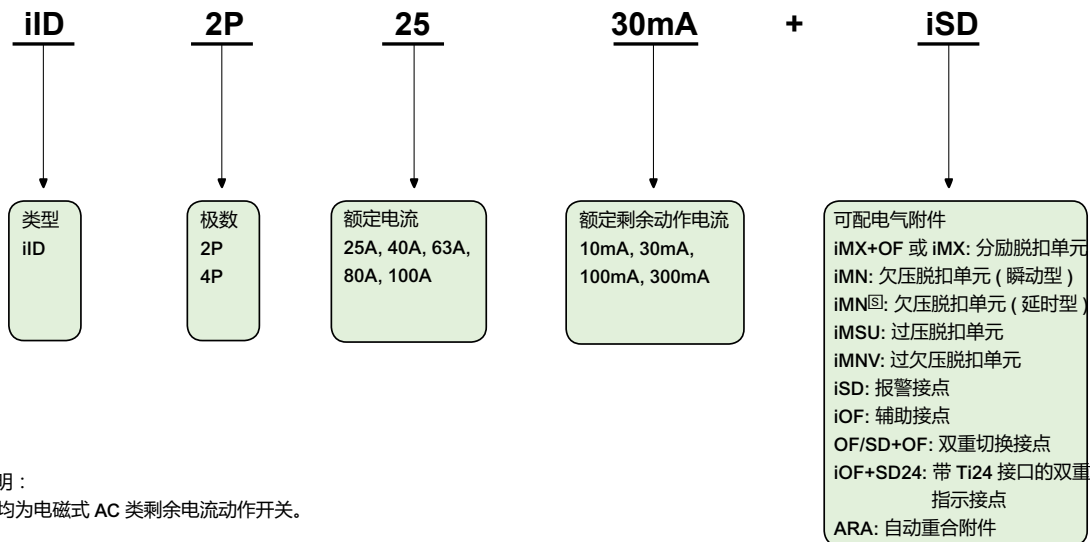 iID 2P 25 30mA + iSD
类型
iID
极数
2P
4P
额定电流
25A, 40A, 63A,
80A, 100A
额定剩余动作电流
10mA, 30mA,
100mA, 300mA
可配电气附件
iMX+OF 或 iMX: 分励脱扣单元
iMN: 欠压脱扣单元 ( 瞬动型 )
iMN🅂: 欠压脱扣单元 ( 延时型 )
iMSU: 过压脱扣单元
iMNV: 过欠压脱扣单元
iSD: 报警接点
iOF: 辅助接点
OF/SD+OF: 双重切换接点
iOF+SD24: 带 Ti24 接口的双重
指示接点
ARA: 自动重合附件
明：
均为电磁式 AC 类剩余电流动作开关。